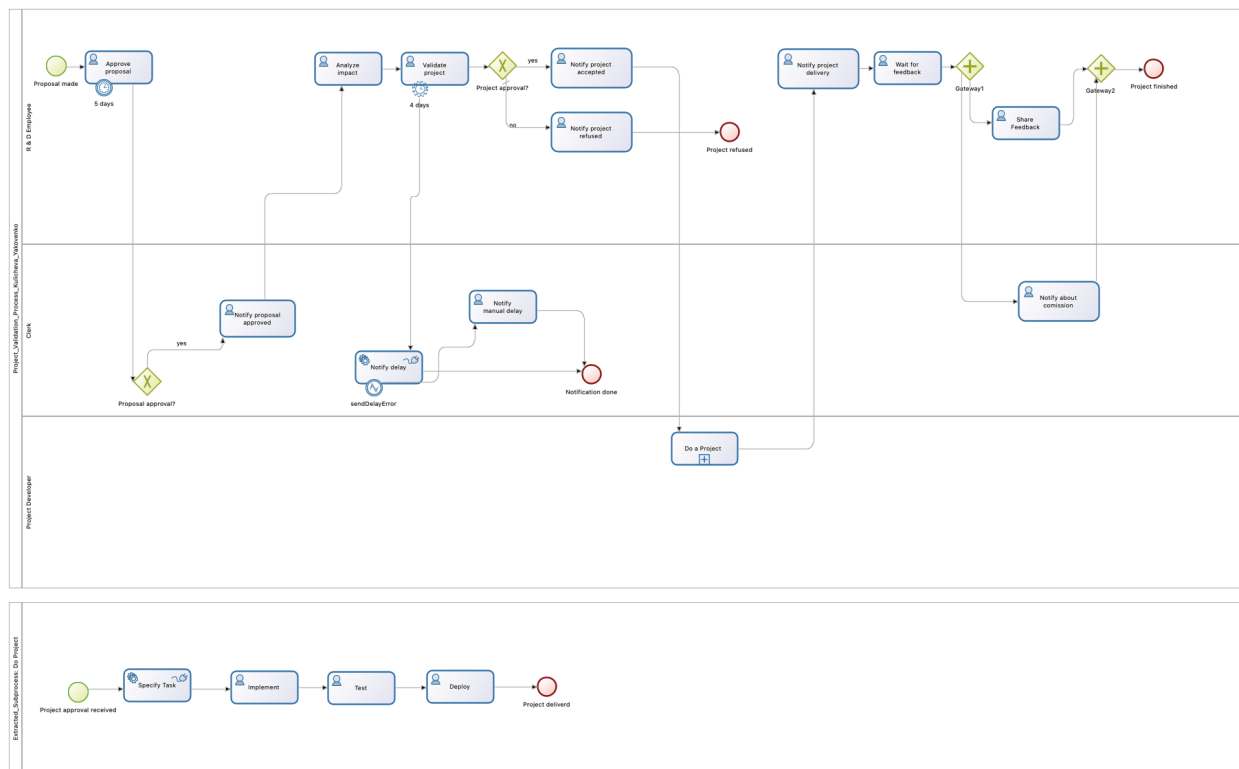 Project_Validation_Process_Kulicheva_Yakovenko
R & D Employee
Proposal made
Approve
proposal
5 days
Analyze
impact
Validate
project
4 days
Project approval?
yes
no
Notify project
accepted
Notify project
refused
Project refused
Notify project
delivery
Wait for
feedback
Gateway1
Share
Feedback
Gateway2
Project finished
Clerk
Proposal approval?
yes
Notify proposal
approved
Notify delay
sendDelayError
Notify
manual delay
Notification done
Notify about
comission
Project Developer
Do a Project
Extracted_Subprocess: Do Project
Project approval received
Specify Task
Implement
Test
Deploy
Project deliverd